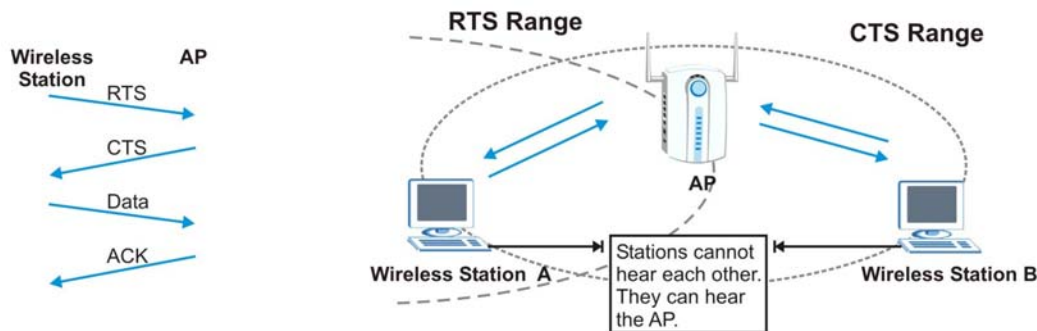 Wireless
Station
AP
RTS
CTS
Data
ACK
RTS Range
CTS Range
AP
Wireless Station A
Stations cannot
hear each other.
They can hear
the AP.
Wireless Station B